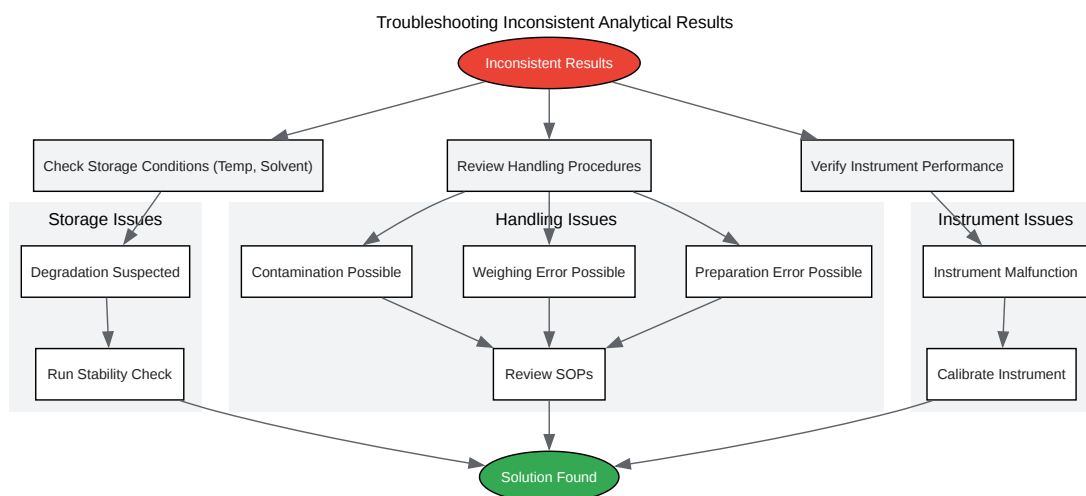 Troubleshooting Inconsistent Analytical Results
Inconsistent Results
Check Storage Conditions (Temp, Solvent)
Review Handling Procedures
Verify Instrument Performance
Storage Issues
Handling Issues
Instrument Issues
Degradation Suspected
Contamination Possible
Weighing Error Possible
Preparation Error Possible
Instrument Malfunction
Run Stability Check
Review SOPs
Calibrate Instrument
Solution Found